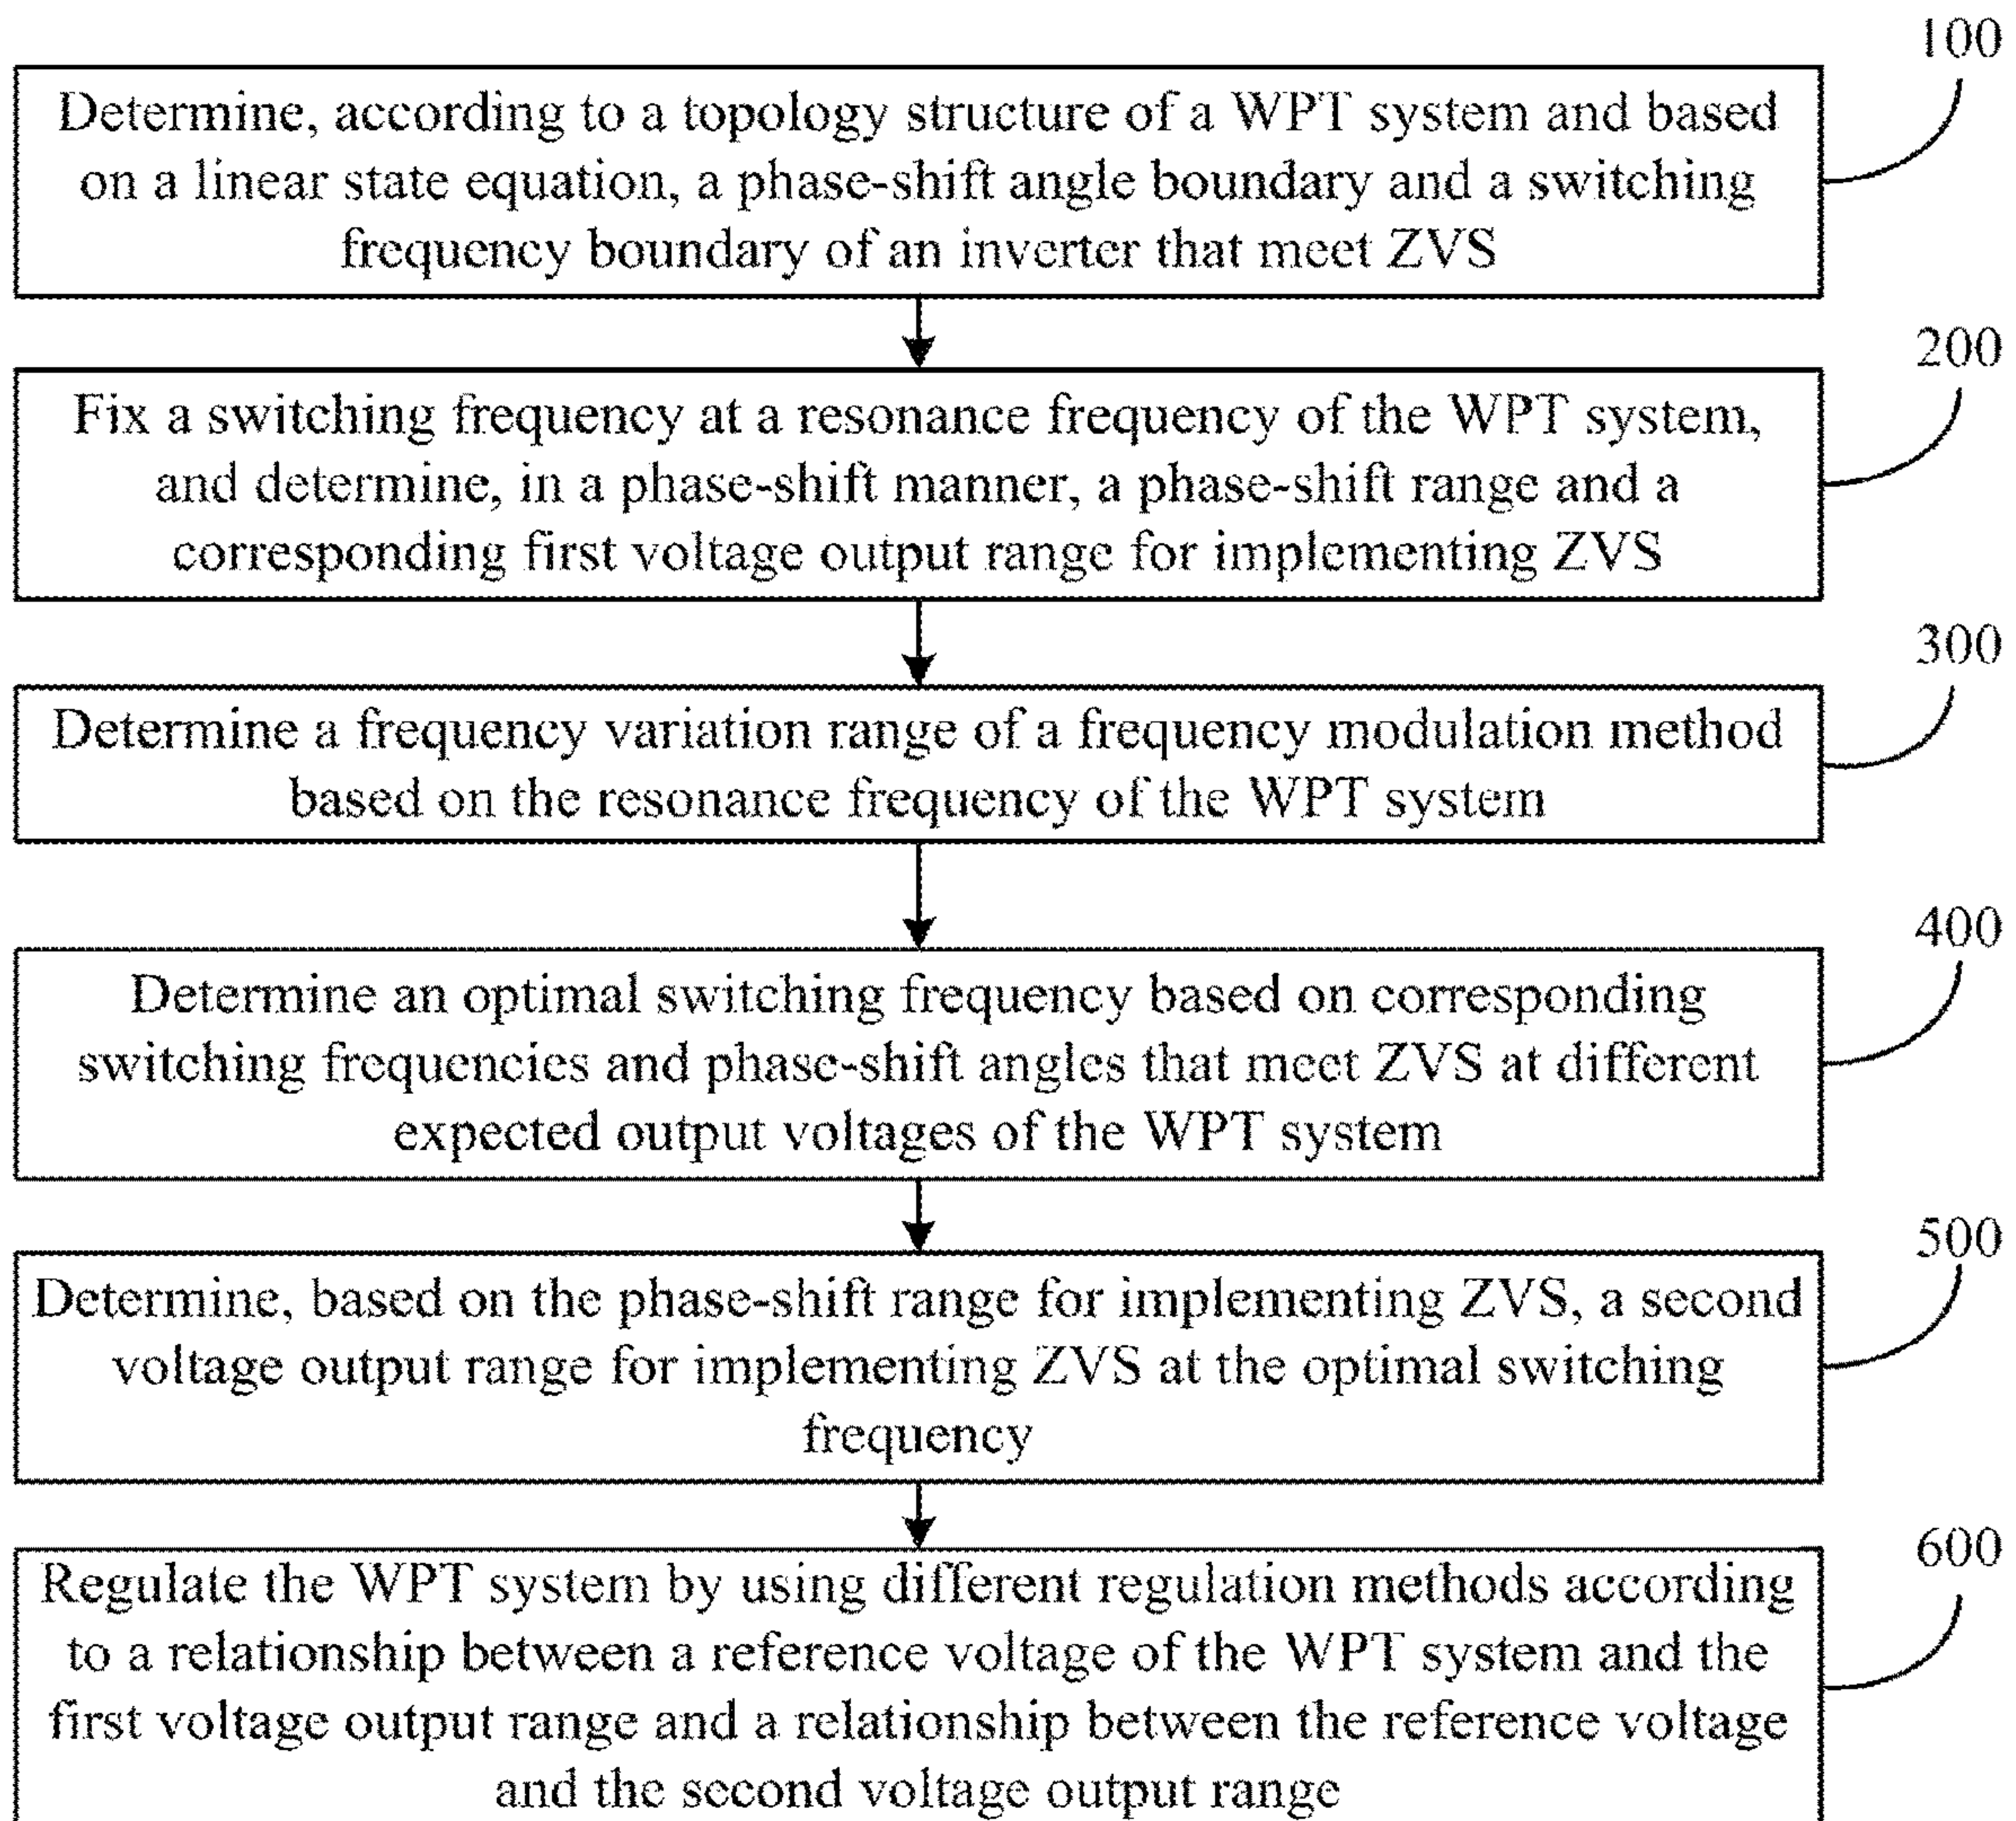 100
Determine, according to a topology structure of a WPT system and based
on a linear state equation, a phase-shift angle boundary and a switching
frequency boundary of an inverter that meet ZVS
200
Fix a switching frequency at a resonance frequency of the WPT system,
and determine, in a phase-shift manner, a phase-shift range and a
corresponding first voltage output range for implementing ZVS
300
Determine a frequency variation range of a frequency modulation method
based on the resonance frequency of the WPT system
400
Determine an optimal switching frequency based on corresponding
switching frequencies and phase-shift angles that meet ZVS at different
expected output voltages of the WPT system
500
Determine, based on the phase-shift range for implementing ZVS, a second
voltage output range for implementing ZVS at the optimal switching
frequency
600
Regulate the WPT system by using different regulation methods according
to a relationship between a reference voltage of the WPT system and the
first voltage output range and a relationship between the reference voltage
and the second voltage output range